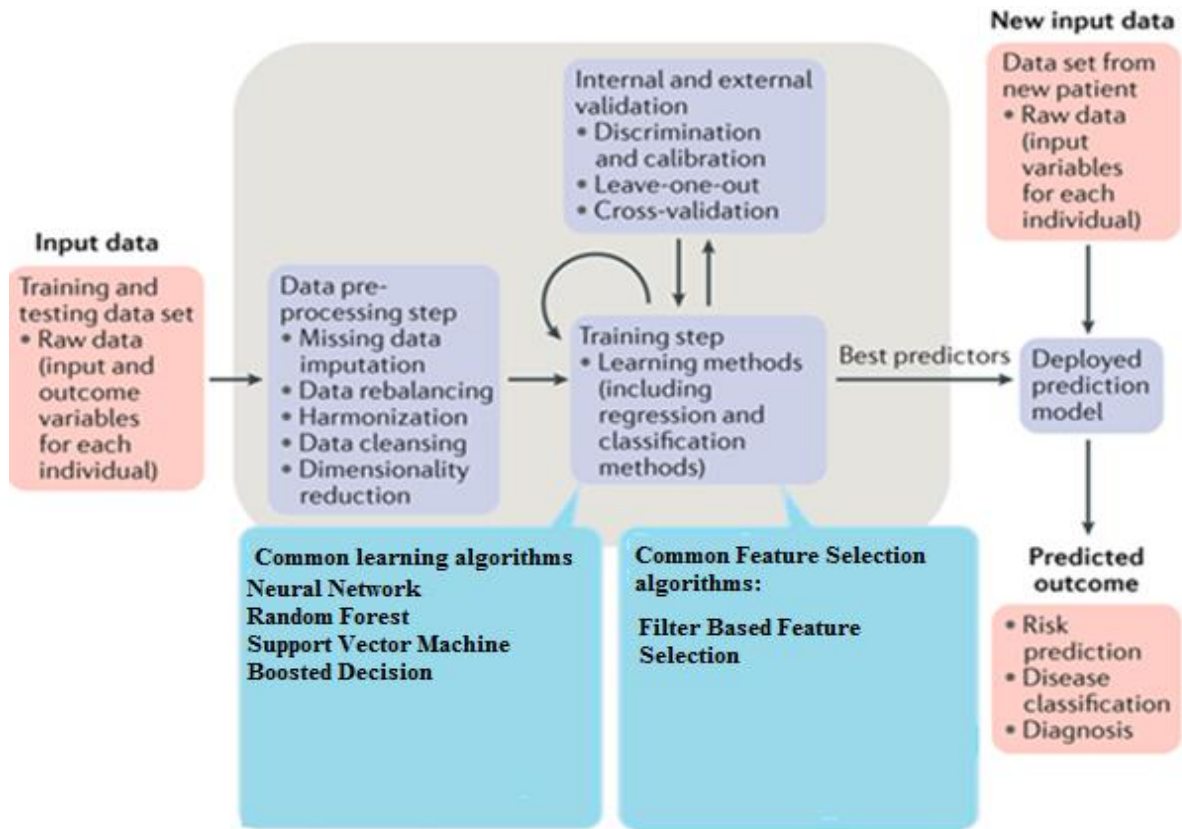 Input data
Training and
testing data set
• Raw data
(input and
outcome
variables
for each
individual)
Data pre-
processing step
• Missing data
imputation
• Data rebalancing
• Harmonization
• Data cleansing
• Dimensionality
reduction
Internal and external
validation
• Discrimination
and calibration
• Leave-one-out
• Cross-validation
Training step
• Learning methods
(including
regression and
classification
methods)
Common learning algorithms
Neural Network
Random Forest
Support Vector Machine
Boosted Decision
Common Feature Selection
algorithms:
Filter Based Feature
Selection
Best predictors
New input data
Data set from
new patient
• Raw data
(input
variables
for each
individual)
Deployed
prediction
model
Predicted
outcome
• Risk
prediction
• Disease
classification
• Diagnosis